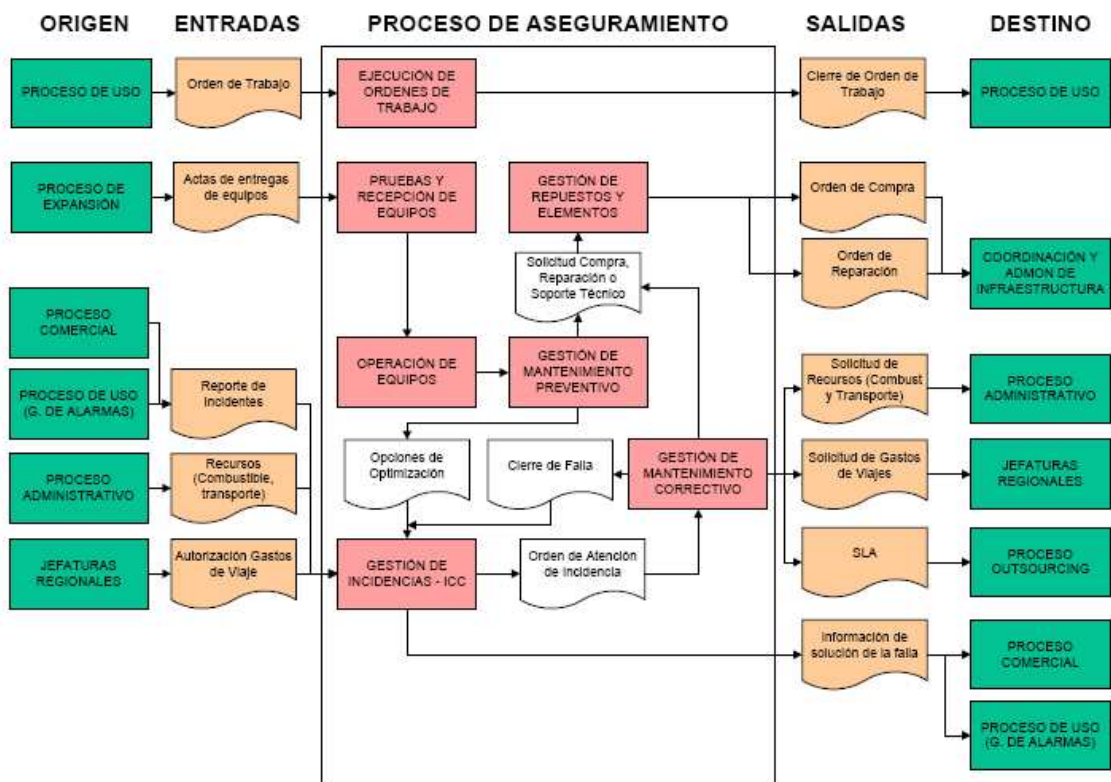 ORIGEN
ENTRADAS
PROCESO DE ASEGURAMIENTO
SALIDAS
DESTINO
PROCESO DE USO
Orden de Trabajo
EJECUCIÓN DE
ORDENES DE
TRABAJO
Cierre de Orden de
Trabajo
PROCESO DE USO
PROCESO DE
EXPANSIÓN
Actas de entregas
de equipos
PRUEBAS Y
RECEPCIÓN DE
EQUIPOS
GESTIÓN DE
REPUESTOS Y
ELEMENTOS
Orden de Compra
Solicitud Compra,
Reparación o
Soporte Técnico
Orden de
Reparación
COORDINACIÓN Y
ADMON DE
INFRAESTRUCTURA
PROCESO
COMERCIAL
OPERACIÓN DE
EQUIPOS
GESTIÓN DE
MANTENIMIENTO
PREVENTIVO
Solicitud de
Recursos (Combust
y Transporte)
PROCESO
ADMINISTRATIVO
PROCESO DE USO
(G. DE ALARMAS)
Reporte de
Incidentes
PROCESO
ADMINISTRATIVO
Recursos
(Combustible,
transporte)
Opciones de
Optimización
Cierre de Falla
GESTIÓN DE
MANTENIMIENTO
CORRECTIVO
Solicitud de Gastos
de Viajes
JEFATURAS
REGIONALES
JEFATURAS
REGIONALES
Autorización Gastos
de Viaje
GESTIÓN DE
INCIDENCIAS - ICC
Orden de Atención
de Incidencia
SLA
PROCESO
OUTSOURCING
Información de
solución de la falla
PROCESO
COMERCIAL
PROCESO DE USO
(G. DE ALARMAS)